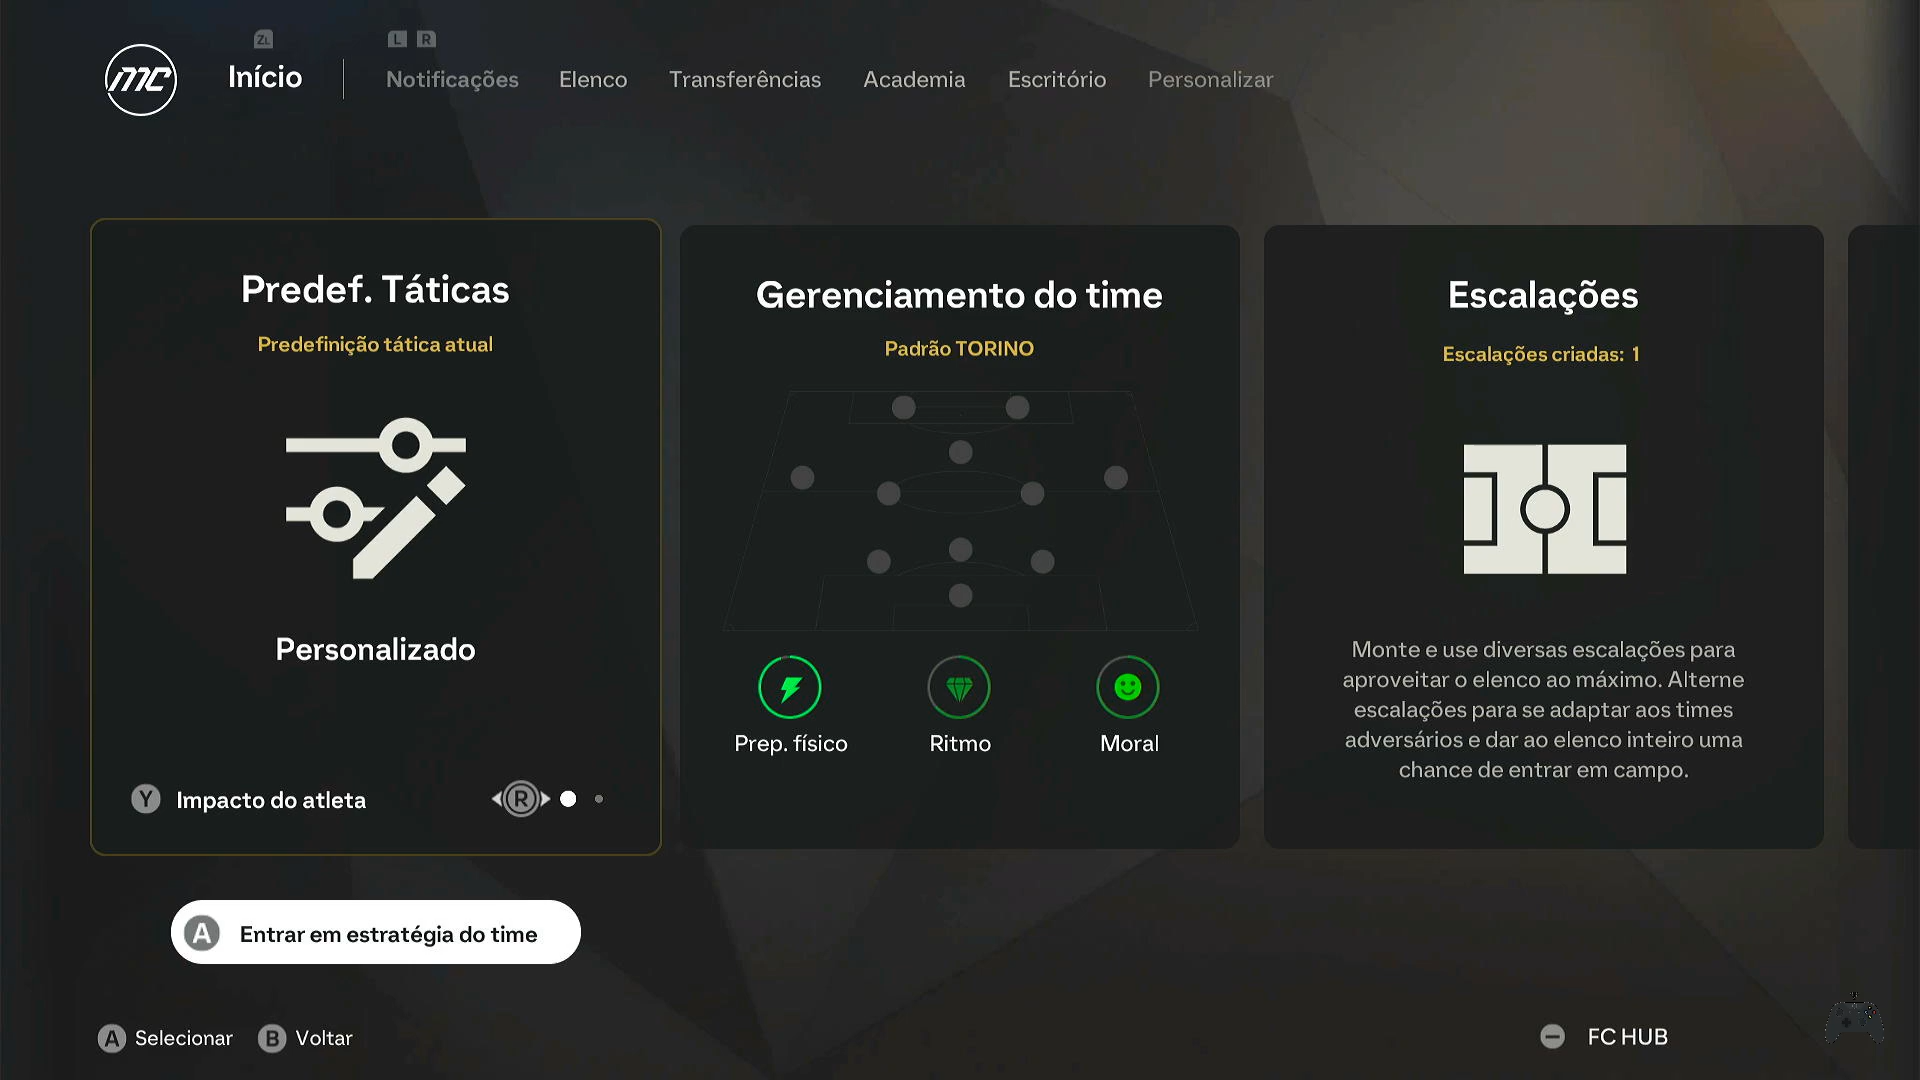 ZL
L R
MC
Início
Notificações
Elenco
Transferências
Academia
Escritório
Personalizar
Predef. Táticas
Predefinição tática atual
Personalizado
Y Impacto do atleta
R
A Entrar em estratégia do time
Gerenciamento do time
Padrão TORINO
Prep. físico
Ritmo
Moral
Escalações
Escalações criadas: 1
Monte e use diversas escalações para
aproveitar o elenco ao máximo. Alterne
escalações para se adaptar aos times
adversários e dar ao elenco inteiro uma
chance de entrar em campo.
A Selecionar
B Voltar
FC HUB